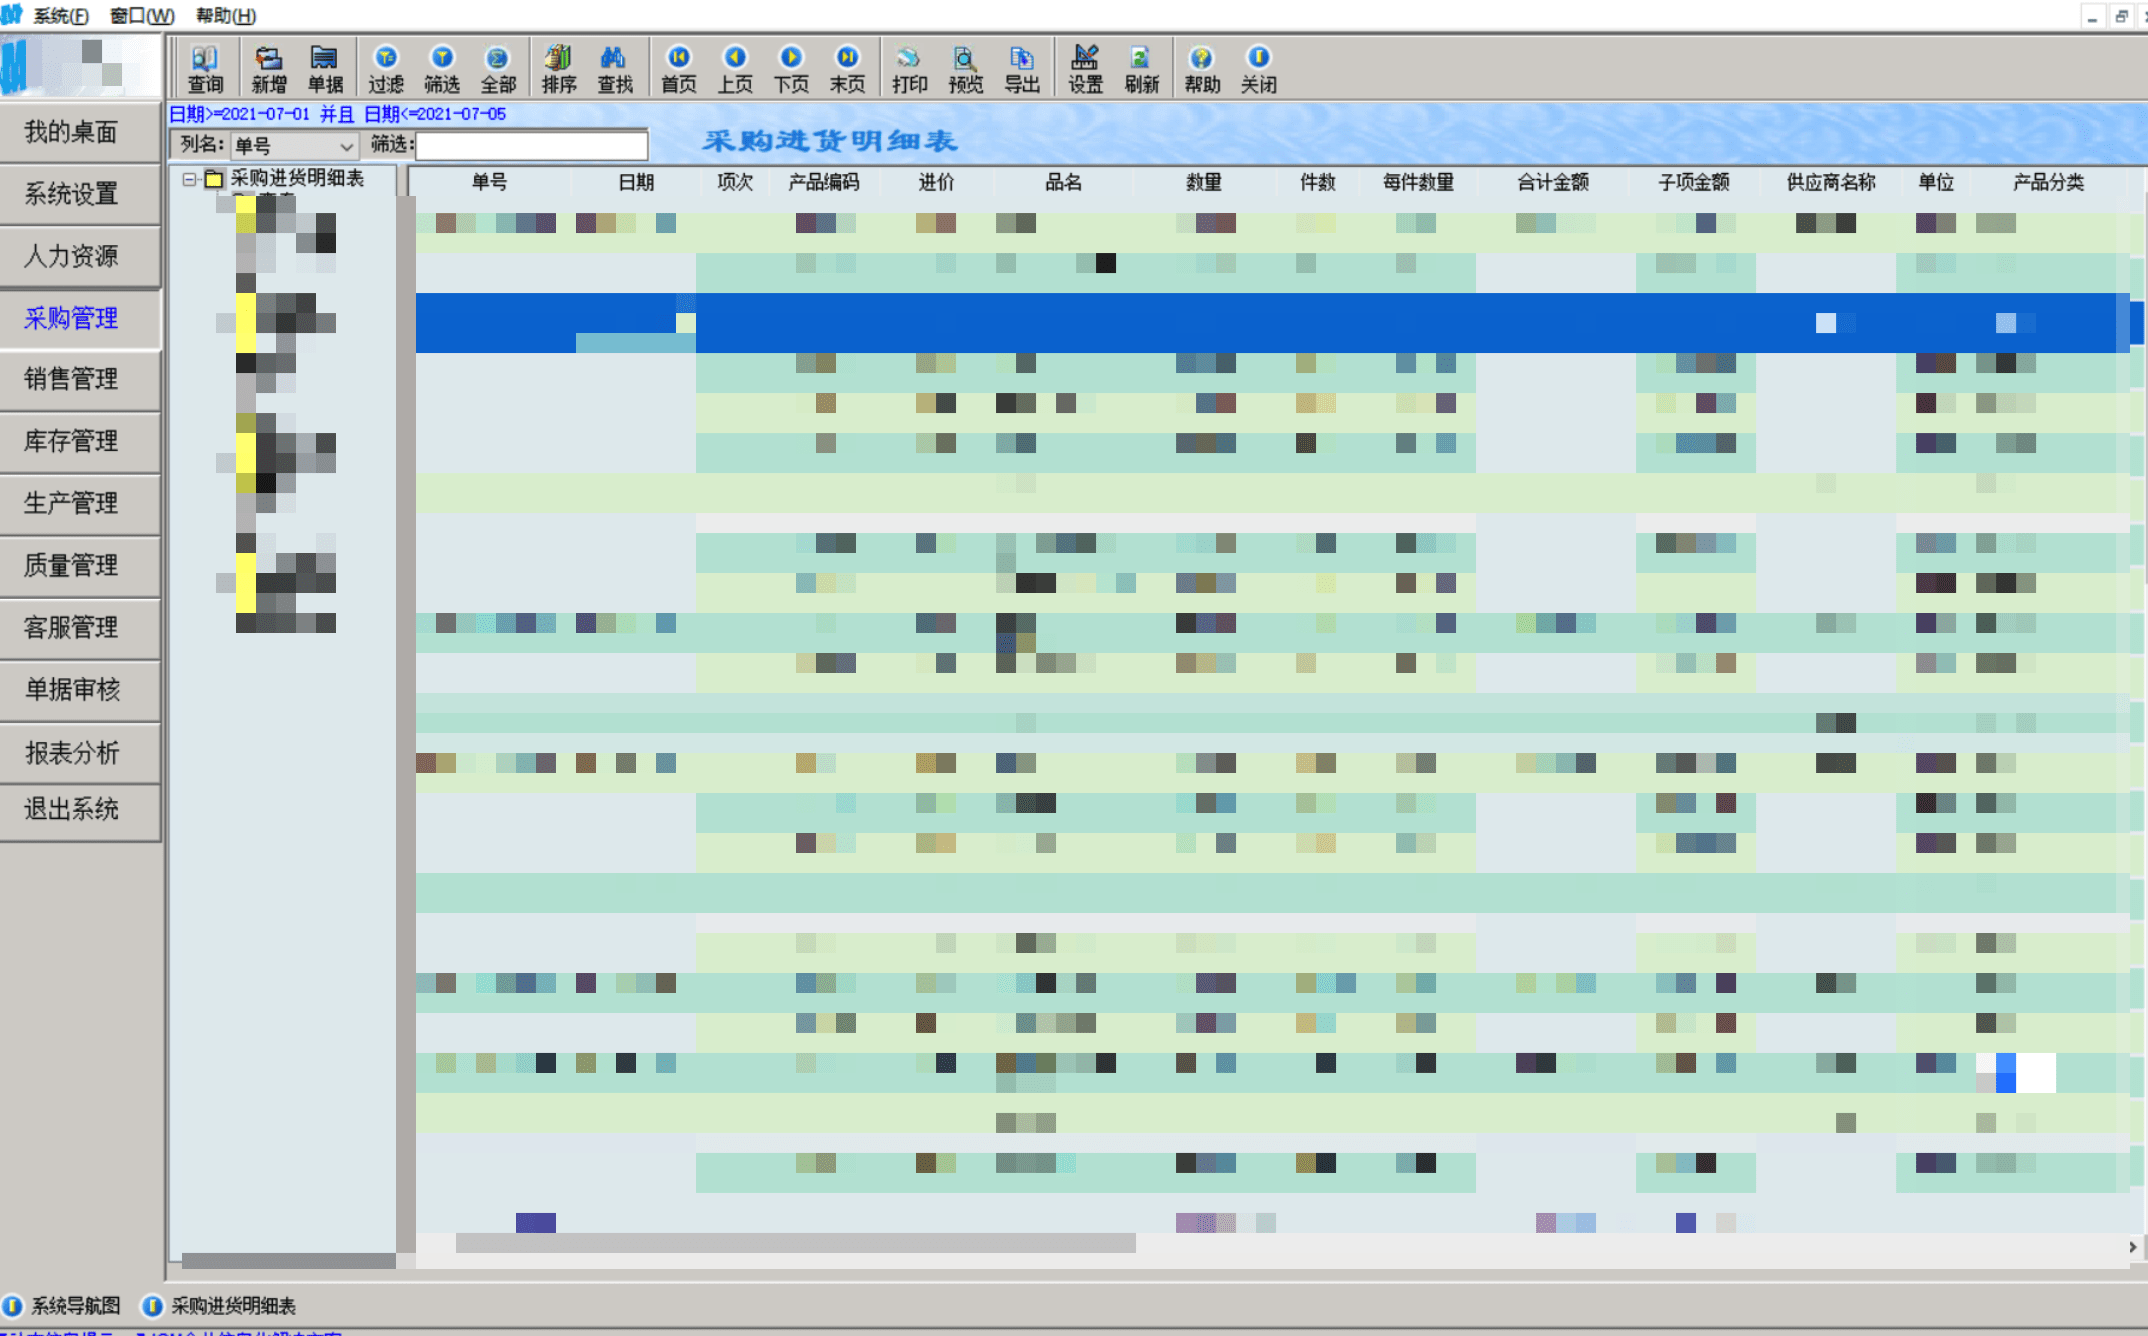 系统(F) 窗口(W) 帮助(H)
查询 新增 单据 过滤 筛选 全部 排序 查找 首页 上页 下页 末页 打印 预览 导出 设置 刷新 帮助 关闭
日期>=2021-07-01 并且 日期<=2021-07-05
列名: 单号 筛选:
采购进货明细表
我的桌面
系统设置
人力资源
采购管理
销售管理
库存管理
生产管理
质量管理
客服管理
单据审核
报表分析
退出系统
采购进货明细表
单号 日期 项次 产品编码 进价 品名 数量 件数 每件数量 合计金额 子项金额 供应商名称 单位 产品分类
系统导航图 采购进货明细表